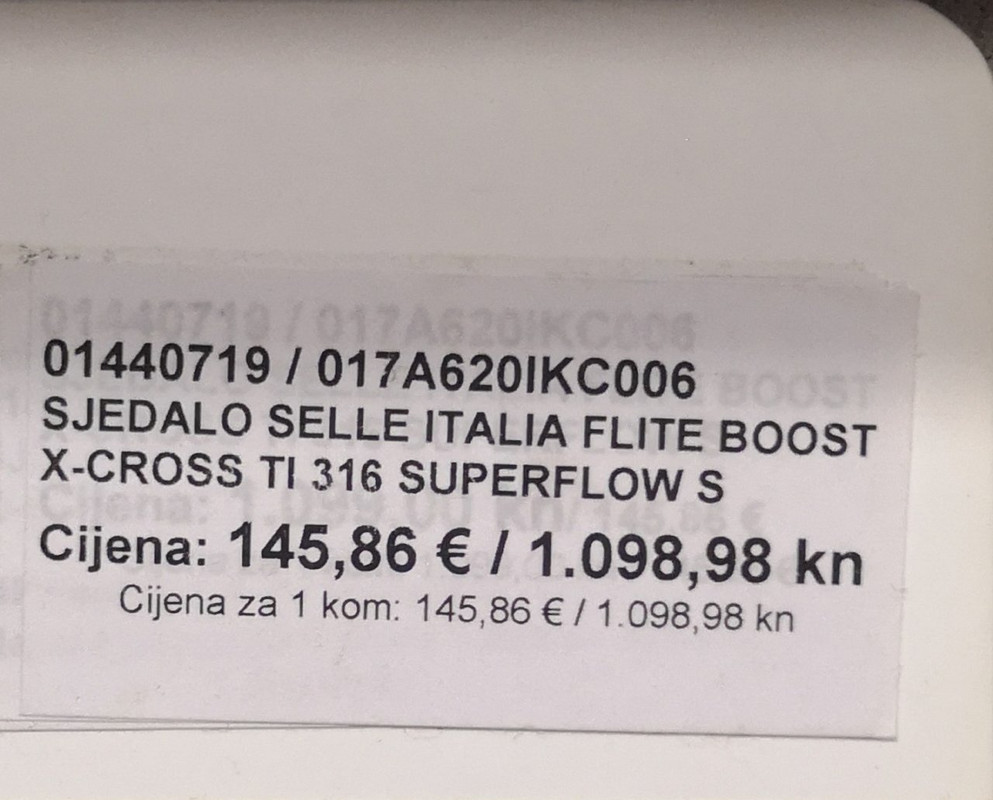 01440719 / 017A620IKC006
SJEDALO SELLE ITALIA FLITE BOOST
X-CROSS TI 316 SUPERFLOW S
Cijena: 145,86 € / 1.098,98 kn
Cijena za 1 kom: 145,86 € / 1.098,98 kn